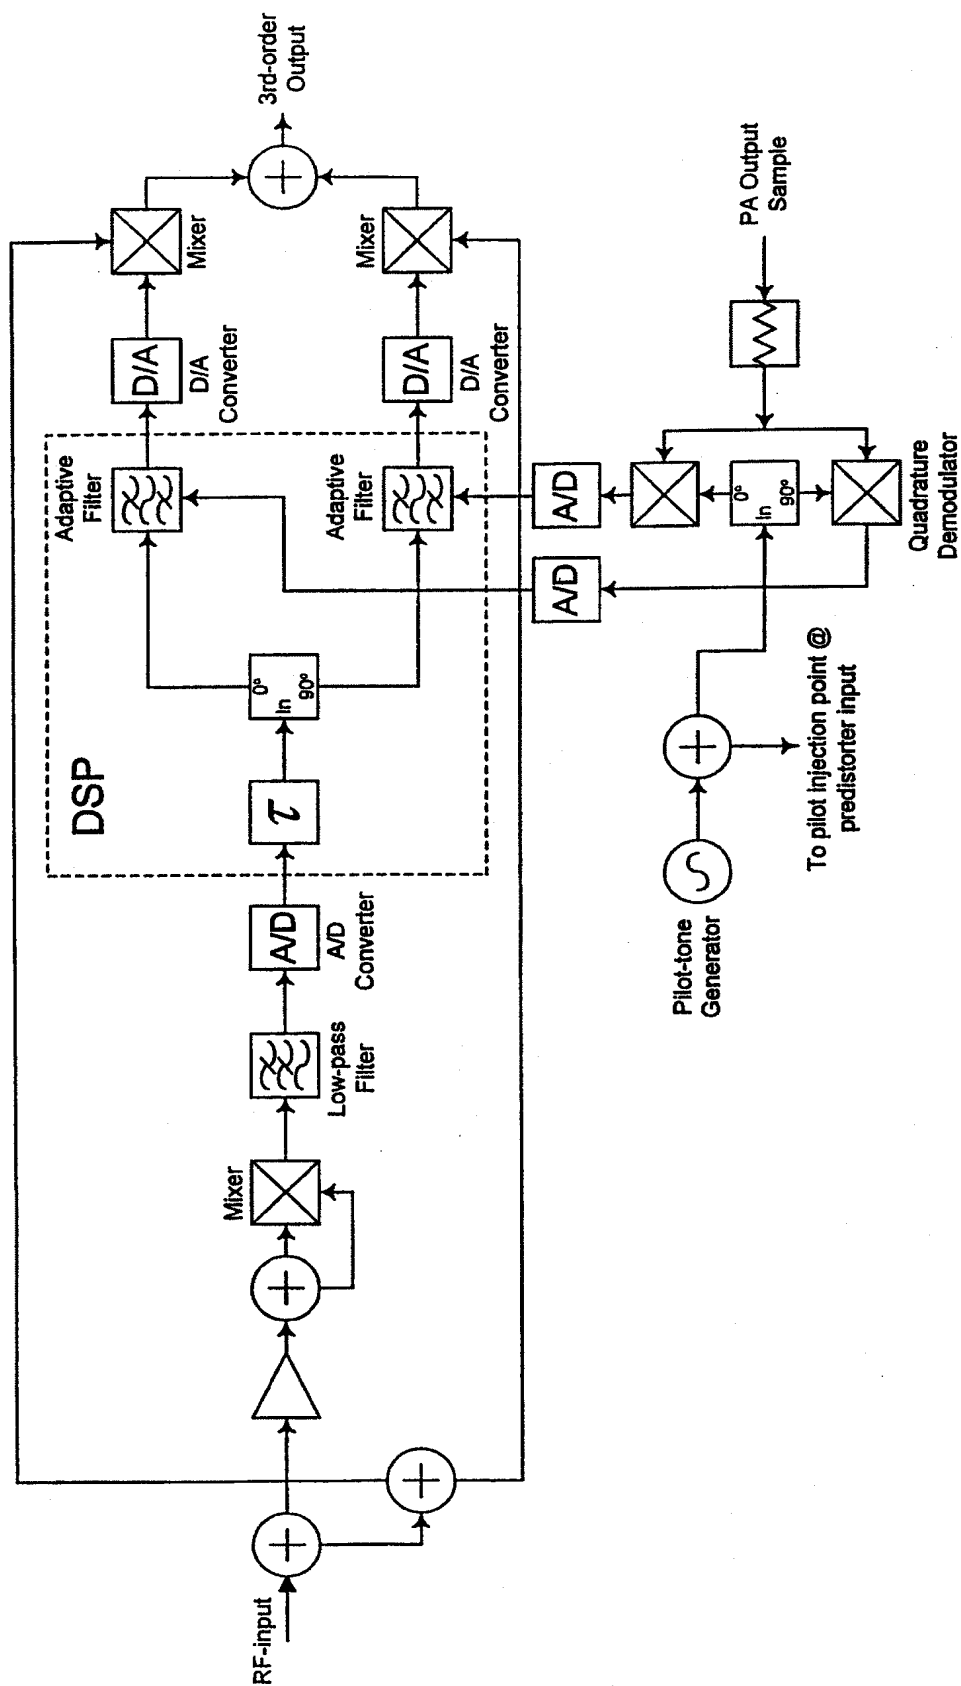 RF-input
Mixer
Low-pass
Filter
A/D
A/D
Converter
DSP
τ
In
0°
90°
Adaptive
Filter
Adaptive
Filter
D/A
D/A
Converter
D/A
D/A
Converter
Mixer
Mixer
3rd-order
Output
Pilot-tone
Generator
To pilot injection point @
predistorter input
A/D
A/D
In
0°
90°
Quadrature
Demodulator
PA Output
Sample